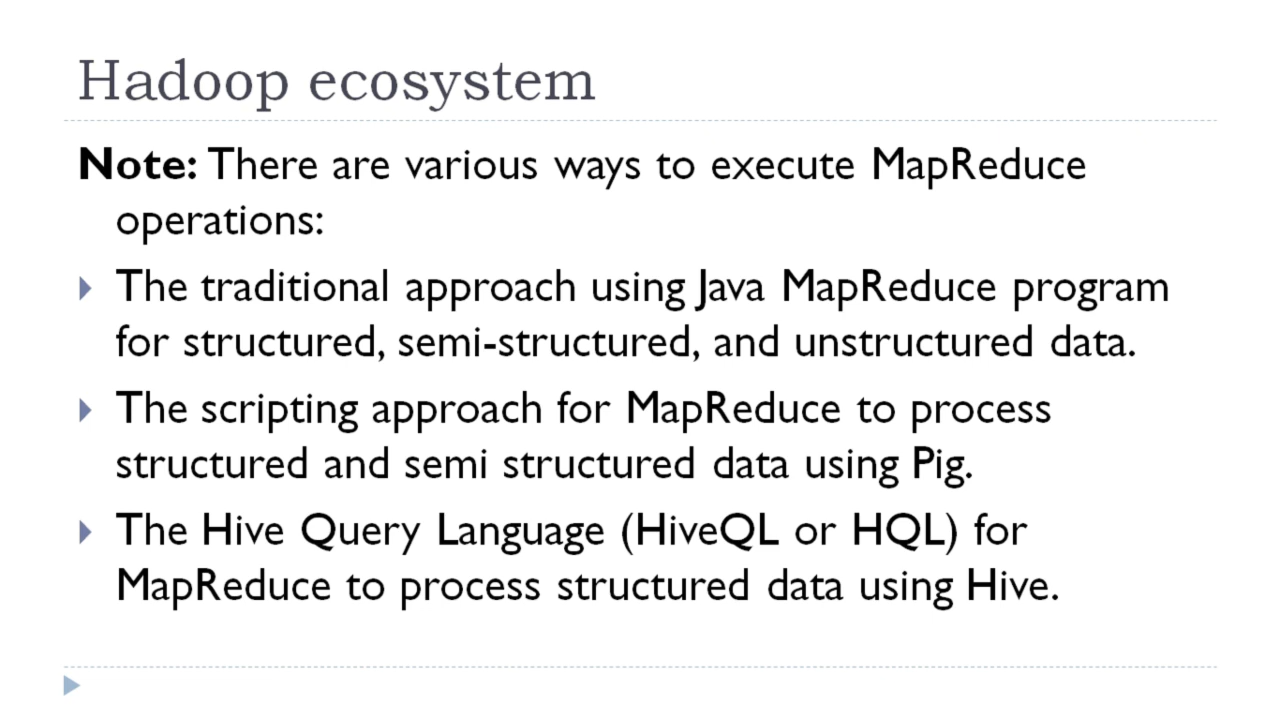 Hadoop ecosystem
Note: There are various ways to execute MapReduce
operations:
The traditional approach using Java MapReduce program
for structured, semi-structured, and unstructured data.
The scripting approach for MapReduce to process
structured and semi structured data using Pig.
The Hive Query Language (HiveQL or HQL) for
MapReduce to process structured data using Hive.